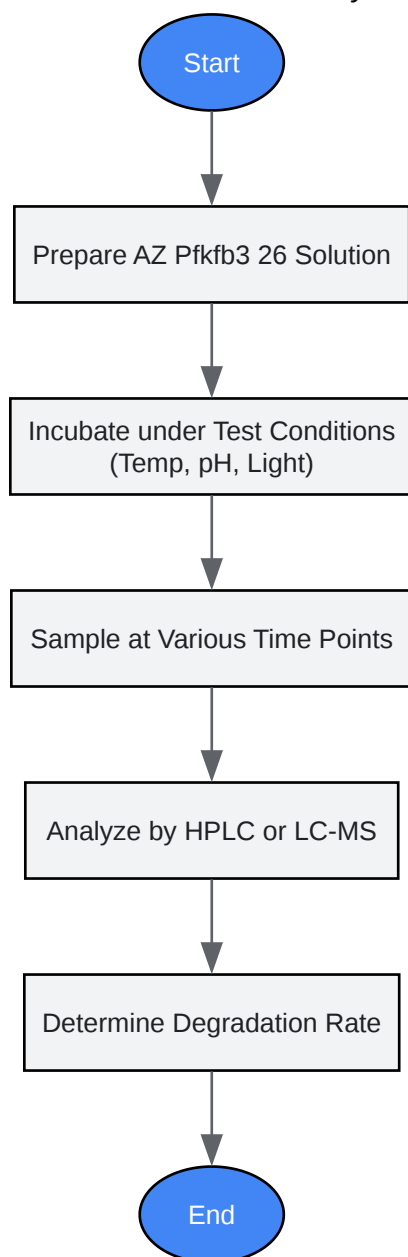 Start
Prepare AZ Pfkfb3 26 Solution
Incubate under Test Conditions
(Temp, pH, Light)
Sample at Various Time Points
Analyze by HPLC or LC-MS
Determine Degradation Rate
End